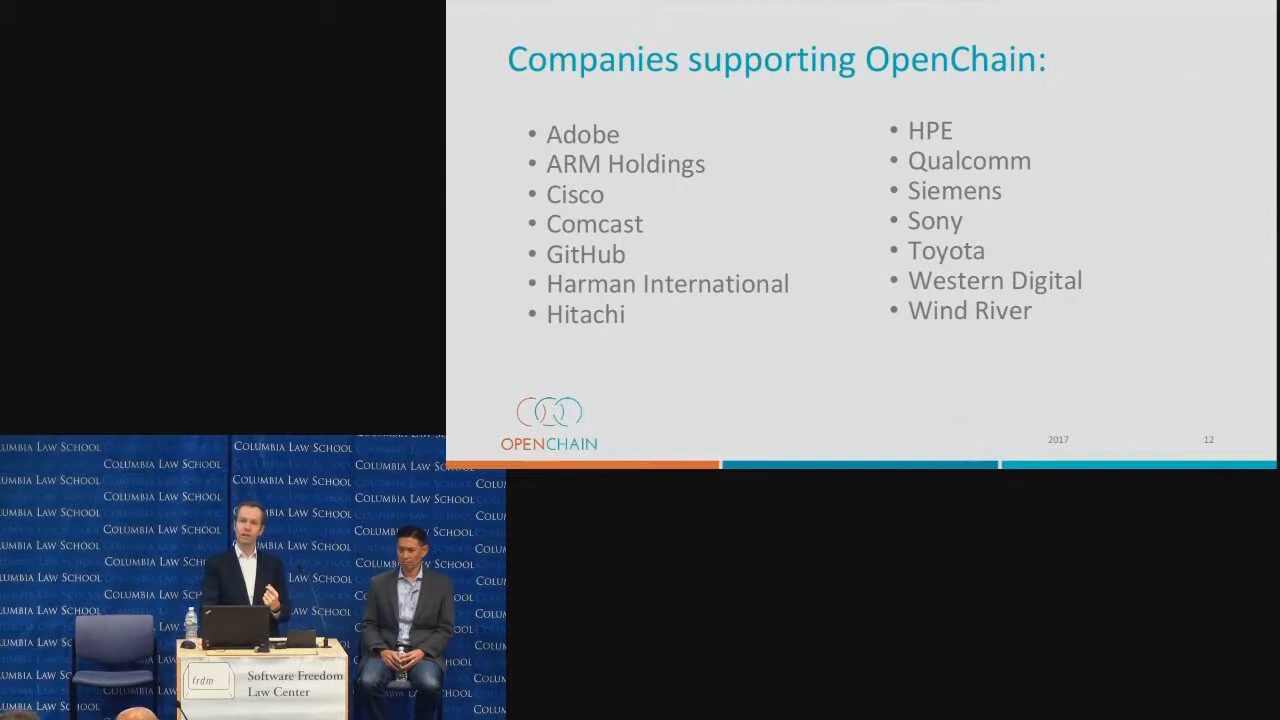 Companies supporting OpenChain:
• Adobe
• ARM Holdings
• Cisco
• Comcast
• GitHub
• Harman International
• Hitachi
• HPE
• Qualcomm
• Siemens
• Sony
• Toyota
• Western Digital
• Wind River
OPENCHAIN
2017
12
COLUMBIA LAW SCHOOL
frdm
Software Freedom
Law Center